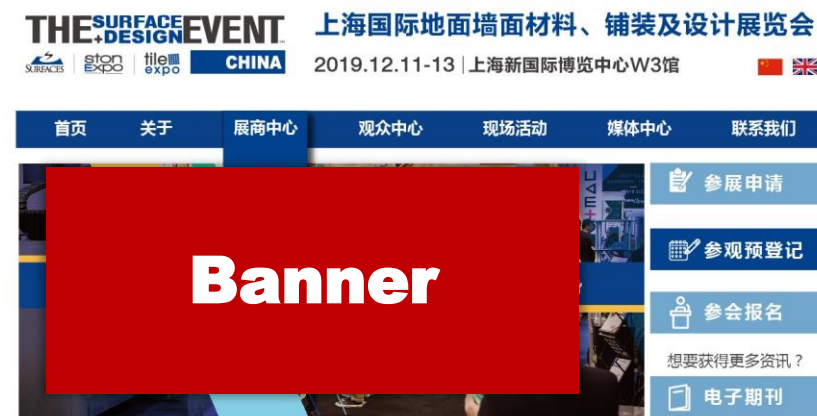 THE SURFACE EVENT
+DESIGN
上海国际地面墙面材料、铺装及设计展览会
SURFACES | ston expo | tile expo CHINA
2019.12.11-13 | 上海新国际博览中心W3馆
首页 关于 展商中心 观众中心 现场活动 媒体中心 联系我们
参展申请
Banner
参观预登记
参会报名
想要获得更多资讯？
电子期刊